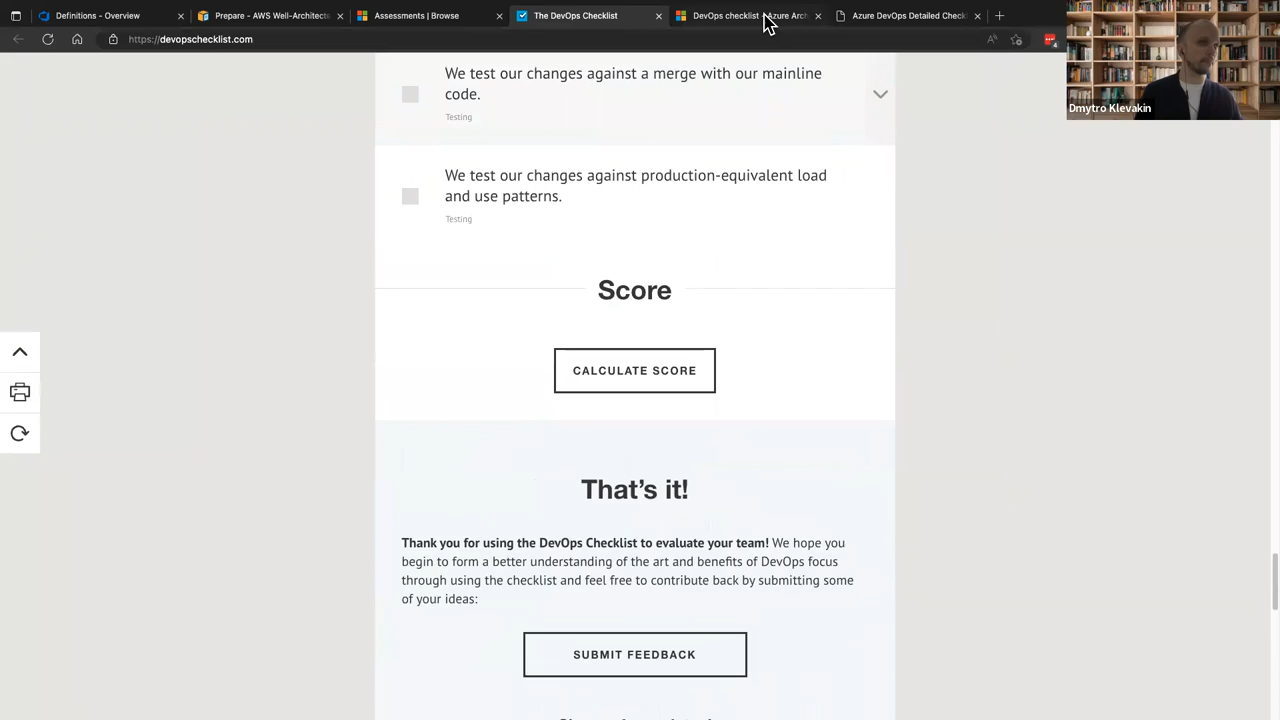 Definitions - Overview
Prepare - AWS Well-Architecte
Assessments | Browse
The DevOps Checklist
DevOps checklist - Azure Arch
Azure DevOps Detailed Check
https://devopschecklist.com
4
Dmytro Klevakin
We test our changes against a merge with our mainline
code.
Testing
We test our changes against production-equivalent load
and use patterns.
Testing
Score
CALCULATE SCORE
That's it!
Thank you for using the DevOps Checklist to evaluate your team! We hope you
begin to form a better understanding of the art and benefits of DevOps focus
through using the checklist and feel free to contribute back by submitting some
of your ideas:
SUBMIT FEEDBACK